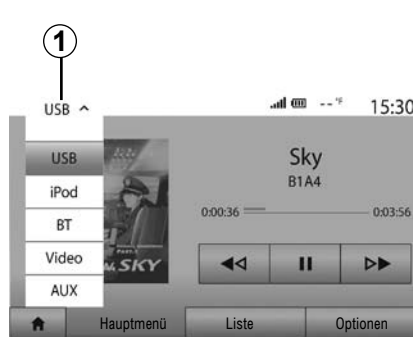 1
USB
--°F
15:30
USB
iPod
BT
Video
AUX
SKY
Sky
B1A4
0:00:36
0:03:56
Hauptmenü
Liste
Optionen